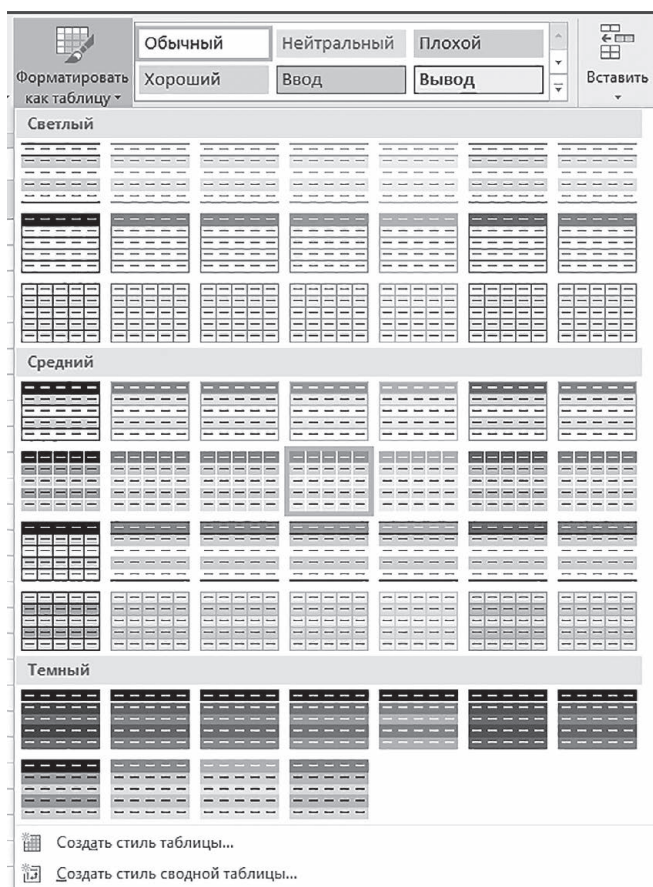 Форматировать
как таблицу
Обычный Нейтральный Плохой
Хороший Ввод Вывод
Вставить
Светлый
Средний
Темный
Создать стиль таблицы...
Создать стиль сводной таблицы...